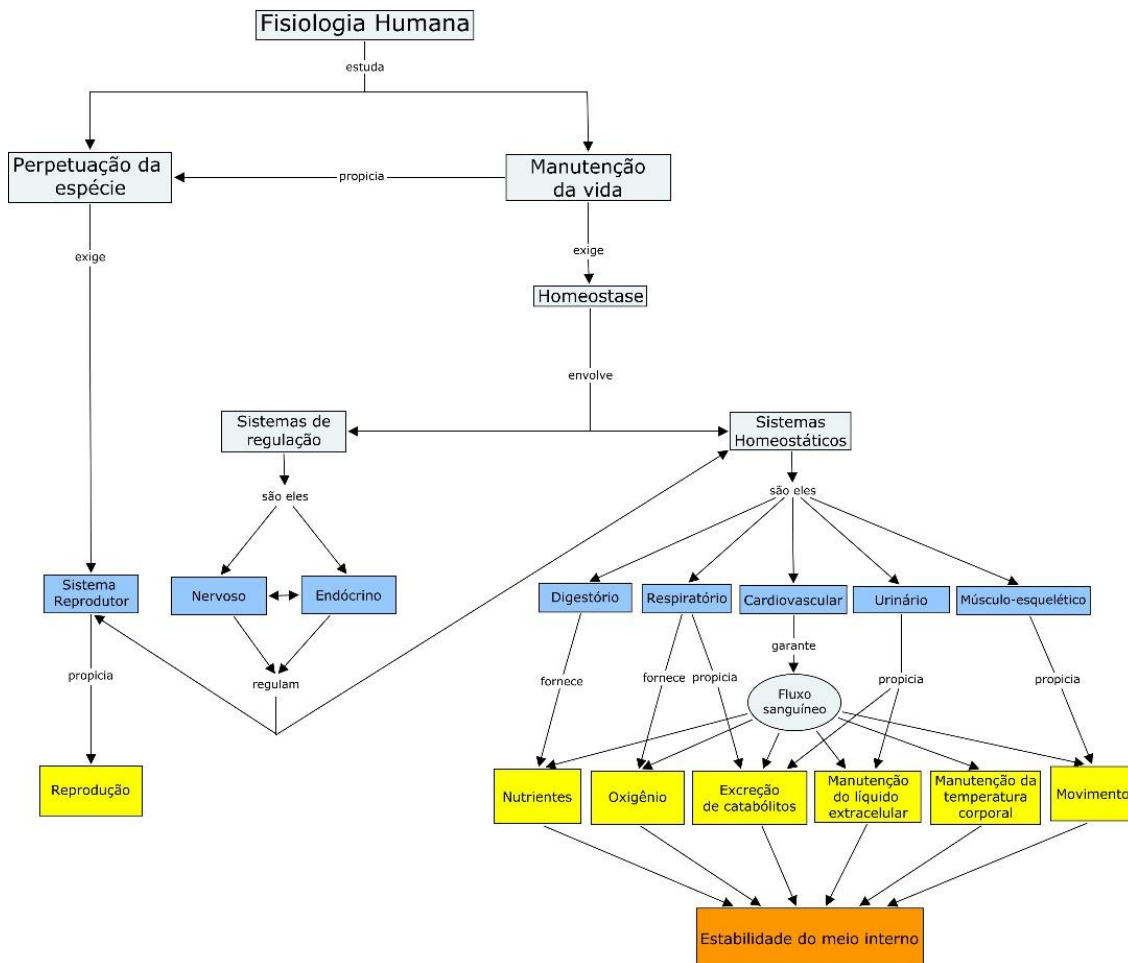 Fisiologia Humana
estuda
Perpetuação da
espécie
propicia
Manutenção
da vida
exige
exige
Homeostase
envolve
Sistemas de
regulação
Sistemas
Homeostáticos
são eles
são eles
Sistema
Reprodutor
Nervoso
Endócrino
Digestório
Respiratório
Cardiovascular
Urinário
Músculo-esquelético
propicia
regulam
fornece
fornece
propicia
garante
propicia
propicia
Fluxo
sanguíneo
Reprodução
Nutrientes
Oxigênio
Excreção
de catabólitos
Manutenção
do líquido
extracelular
Manutenção da
temperatura
corporal
Movimento
Estabilidade do meio interno